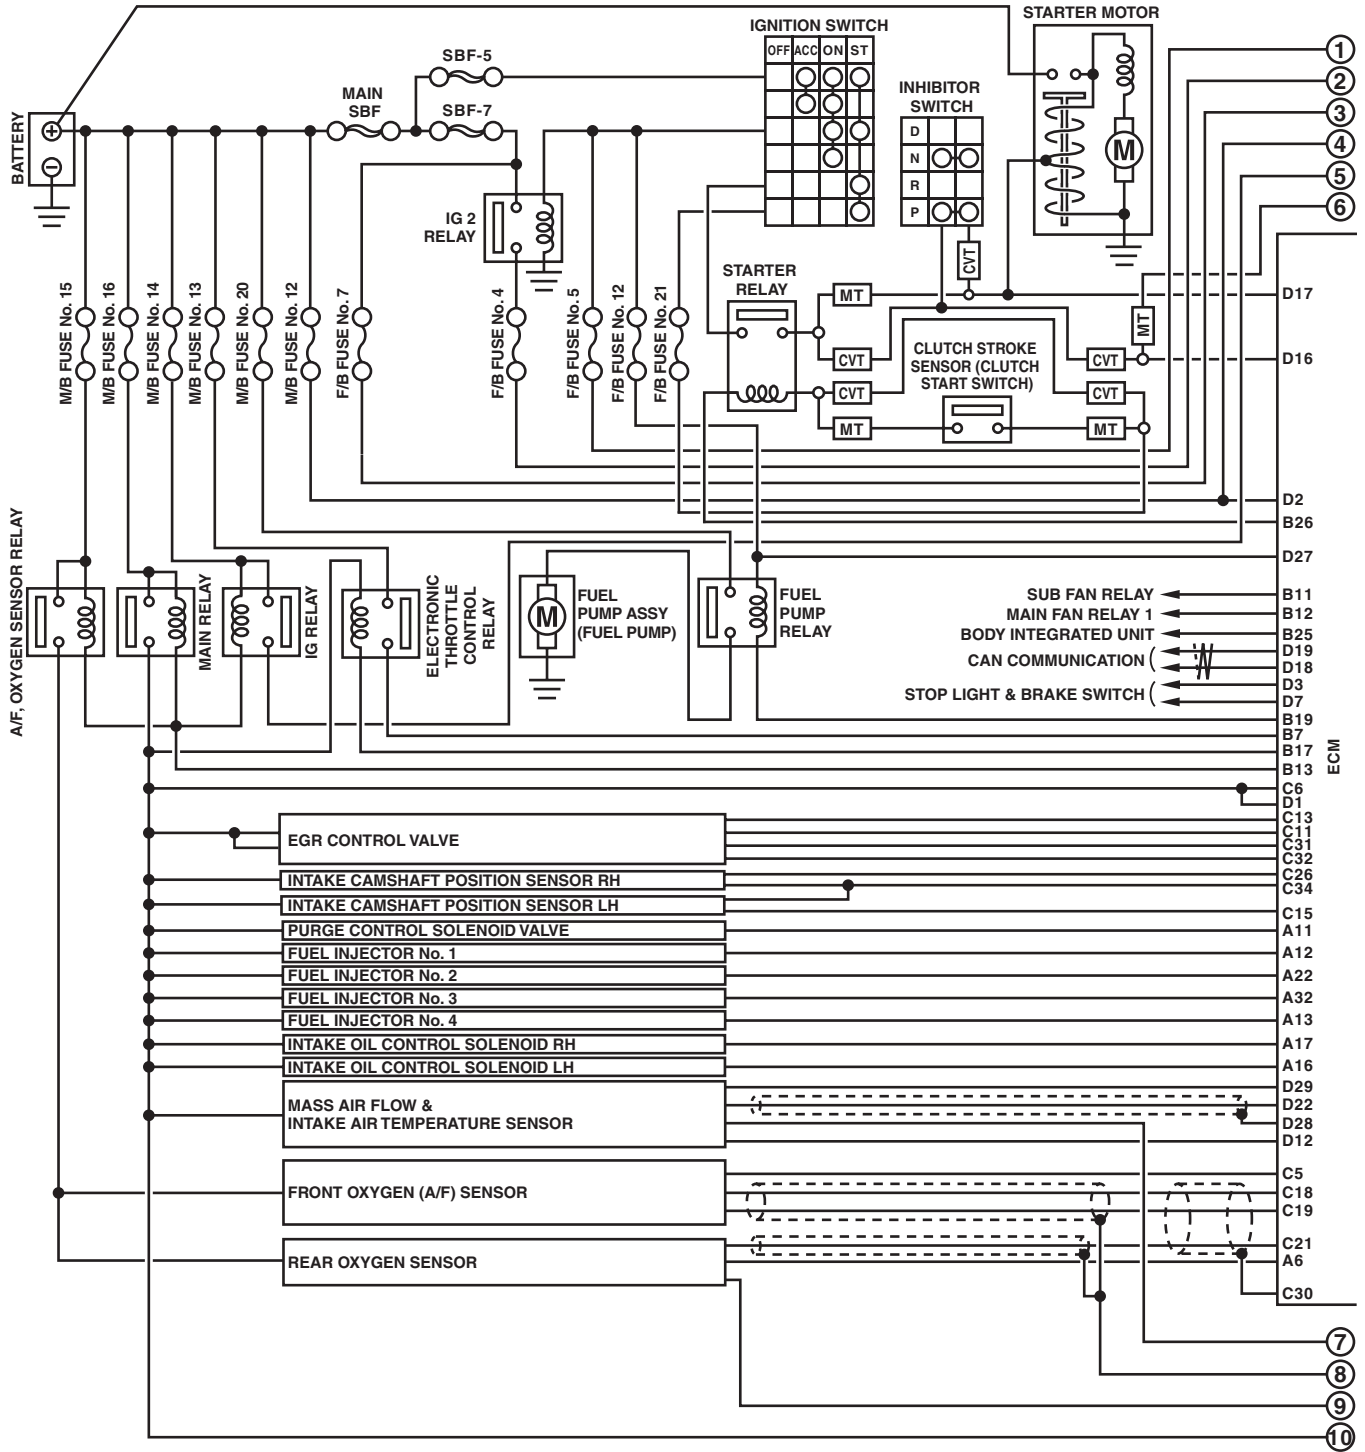 IGNITION SWITCH
STARTER MOTOR
OFF ACC ON ST
1
SBF-5
2
MAIN
SBF
INHIBITOR
SWITCH
SBF-7
3
BATTERY
+
D
M
4
−
N
5
R
6
IG 2
RELAY
P
CVT
STARTER
RELAY
M/B FUSE No. 15
M/B FUSE No. 16
M/B FUSE No. 14
M/B FUSE No. 13
M/B FUSE No. 20
M/B FUSE No. 12
F/B FUSE No. 7
F/B FUSE No. 4
F/B FUSE No. 5
F/B FUSE No. 12
F/B FUSE No. 21
MT
D17
MT
CVT
CLUTCH STROKE
SENSOR (CLUTCH
START SWITCH)
CVT
D16
CVT
CVT
MT
MT
D2
B26
D27
A/F, OXYGEN SENSOR RELAY
MAIN RELAY
IG RELAY
ELECTRONIC
THROTTLE
CONTROL
RELAY
M
FUEL
PUMP ASSY
(FUEL PUMP)
FUEL
PUMP
RELAY
SUB FAN RELAY
B11
MAIN FAN RELAY 1
B12
BODY INTEGRATED UNIT
B25
CAN COMMUNICATION (
D19
D18
STOP LIGHT & BRAKE SWITCH (
D3
D7
B19
B7
B17
ECM
B13
C6
D1
C13
EGR CONTROL VALVE
C11
C31
C32
INTAKE CAMSHAFT POSITION SENSOR RH
C26
C34
INTAKE CAMSHAFT POSITION SENSOR LH
C15
PURGE CONTROL SOLENOID VALVE
A11
FUEL INJECTOR No. 1
A12
FUEL INJECTOR No. 2
A22
FUEL INJECTOR No. 3
A32
FUEL INJECTOR No. 4
A13
INTAKE OIL CONTROL SOLENOID RH
A17
INTAKE OIL CONTROL SOLENOID LH
A16
D29
MASS AIR FLOW &
INTAKE AIR TEMPERATURE SENSOR
D22
D28
D12
C5
FRONT OXYGEN (A/F) SENSOR
C18
C19
C21
REAR OXYGEN SENSOR
A6
C30
7
8
9
10